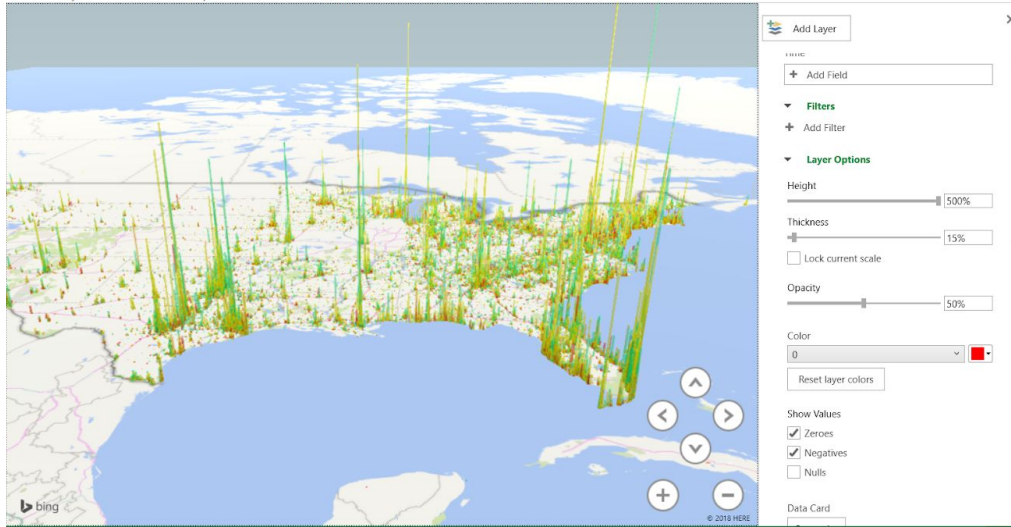 Add Layer
Time
Add Field
Filters
Add Filter
Layer Options
Height
500%
Thickness
15%
Lock current scale
Opacity
50%
Color
0
Reset layer colors
Show Values
Zeroes
Negatives
Nulls
Data Card
bing
© 2018 HERE